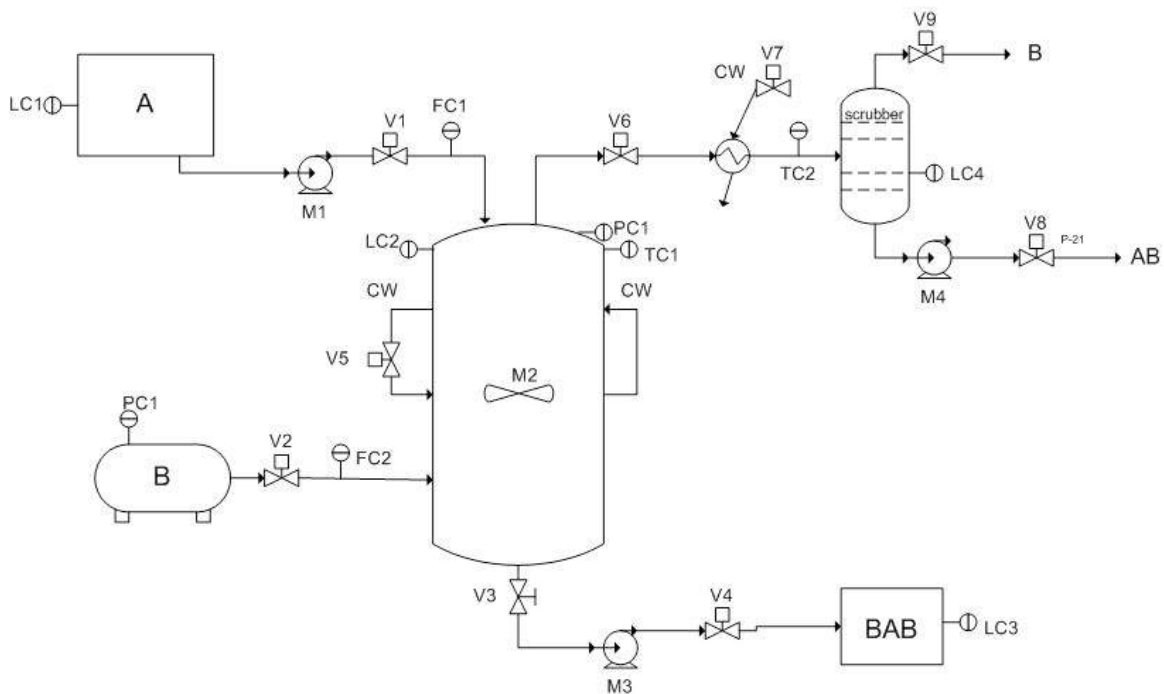 V9
B
V7
CW
A
LC1
FC1
scrubber
V1
V6
TC2
LC4
M1
PC1
V8
P-21
LC2
TC1
AB
M4
CW
CW
V5
M2
PC1
V2
B
FC2
V3
V4
BAB
LC3
M3